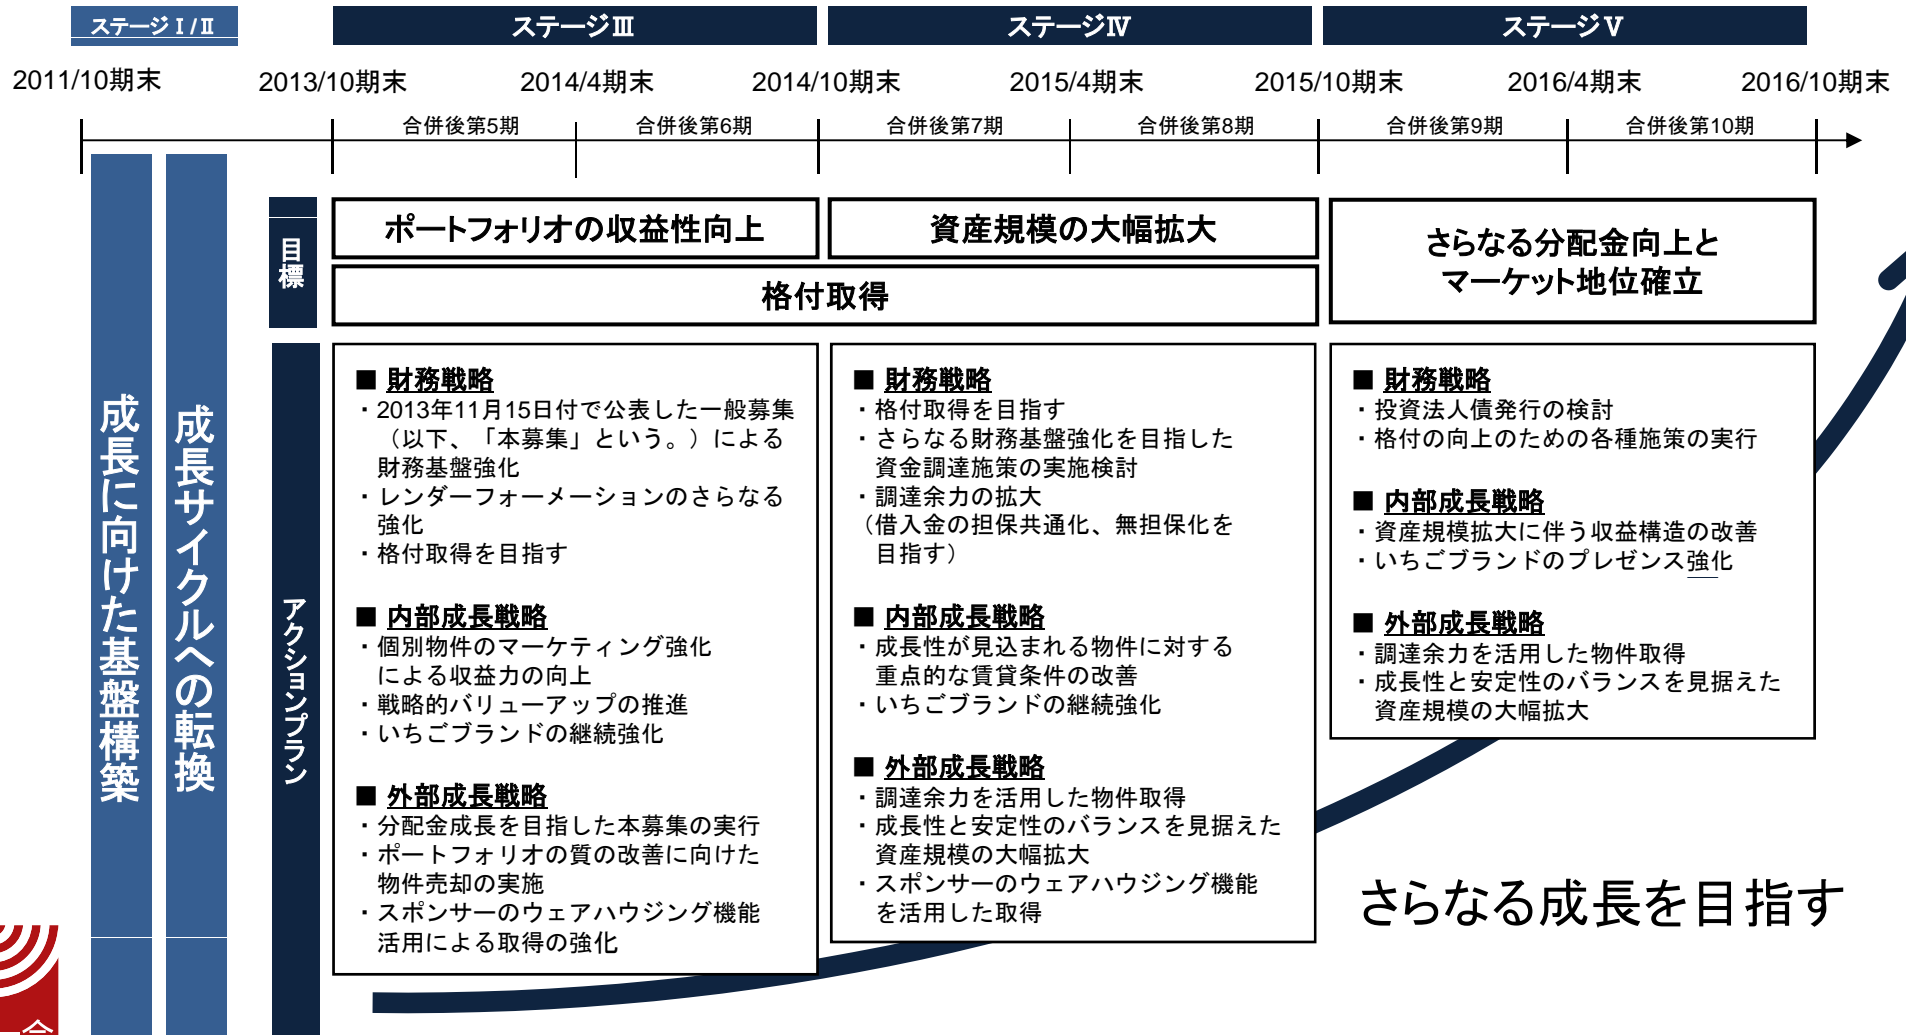 ステージⅠ/Ⅱ
ステージⅢ
ステージⅣ
ステージⅤ
2011/10期末
2013/10期末
2014/4期末
2014/10期末
2015/4期末
2015/10期末
2016/4期末
2016/10期末
合併後第5期
合併後第6期
合併後第7期
合併後第8期
合併後第9期
合併後第10期
成長に向けた基盤構築
成長サイクルへの転換
目標
ポートフォリオの収益性向上
資産規模の大幅拡大
格付取得
さらなる分配金向上と
マーケット地位確立
アクションプラン
■ 財務戦略
・2013年11月15日付で公表した一般募集
（以下、「本募集」という。）による
財務基盤強化
・レンダーフォーメーションのさらなる
強化
・格付取得を目指す
■ 内部成長戦略
・個別物件のマーケティング強化
による収益力の向上
・戦略的バリューアップの推進
・いちごブランドの継続強化
■ 外部成長戦略
・分配金成長を目指した本募集の実行
・ポートフォリオの質の改善に向けた
物件売却の実施
・スポンサーのウェアハウジング機能
活用による取得の強化
■ 財務戦略
・格付取得を目指す
・さらなる財務基盤強化を目指した
資金調達施策の実施検討
・調達余力の拡大
（借入金の担保共通化、無担保化を
目指す）
■ 内部成長戦略
・成長性が見込まれる物件に対する
重点的な賃貸条件の改善
・いちごブランドの継続強化
■ 外部成長戦略
・調達余力を活用した物件取得
・成長性と安定性のバランスを見据えた
資産規模の大幅拡大
・スポンサーのウェアハウジング機能
を活用した取得
■ 財務戦略
・投資法人債発行の検討
・格付の向上のための各種施策の実行
■ 内部成長戦略
・資産規模拡大に伴う収益構造の改善
・いちごブランドのプレゼンス強化
■ 外部成長戦略
・調達余力を活用した物件取得
・成長性と安定性のバランスを見据えた
資産規模の大幅拡大
さらなる成長を目指す